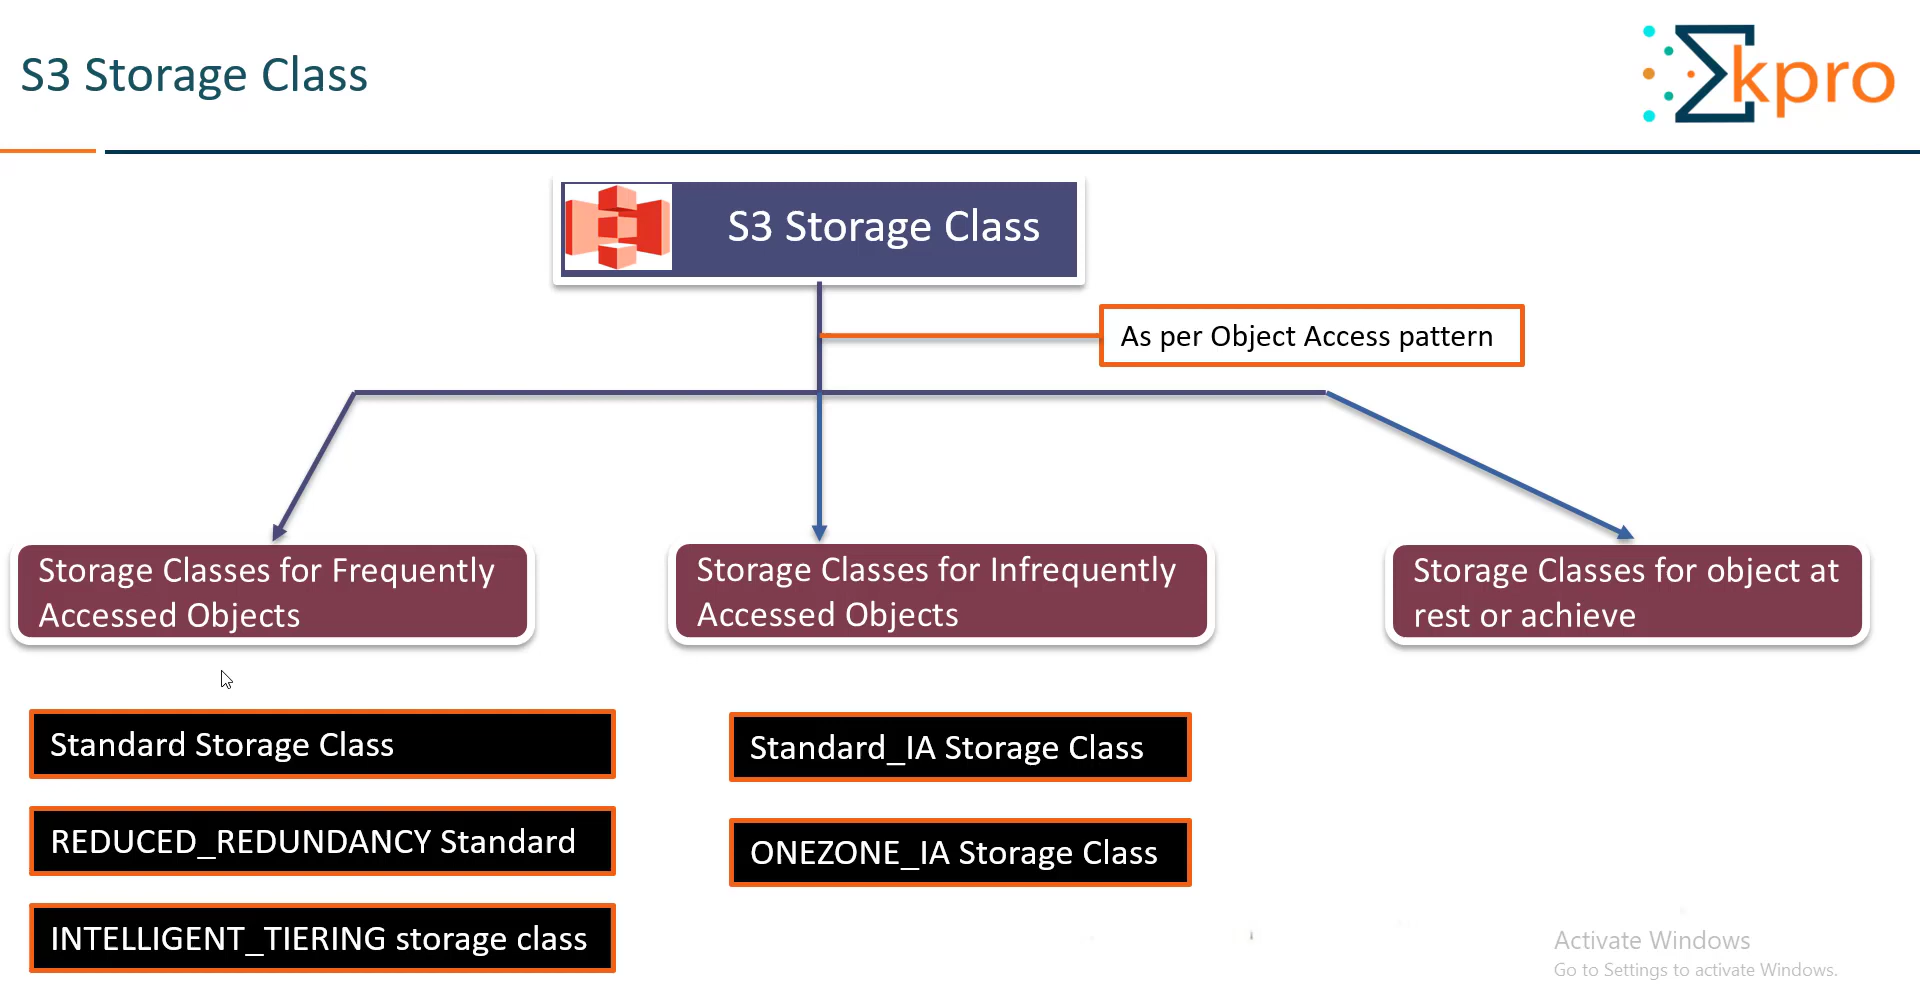 S3 Storage Class
kpro
S3 Storage Class
As per Object Access pattern
Storage Classes for Frequently
Accessed Objects
Storage Classes for Infrequently
Accessed Objects
Storage Classes for object at
rest or achieve
Standard Storage Class
REDUCED_REDUNDANCY Standard
INTELLIGENT_TIERING storage class
Standard_IA Storage Class
ONEZONE_IA Storage Class
Activate Windows
Go to Settings to activate Windows.